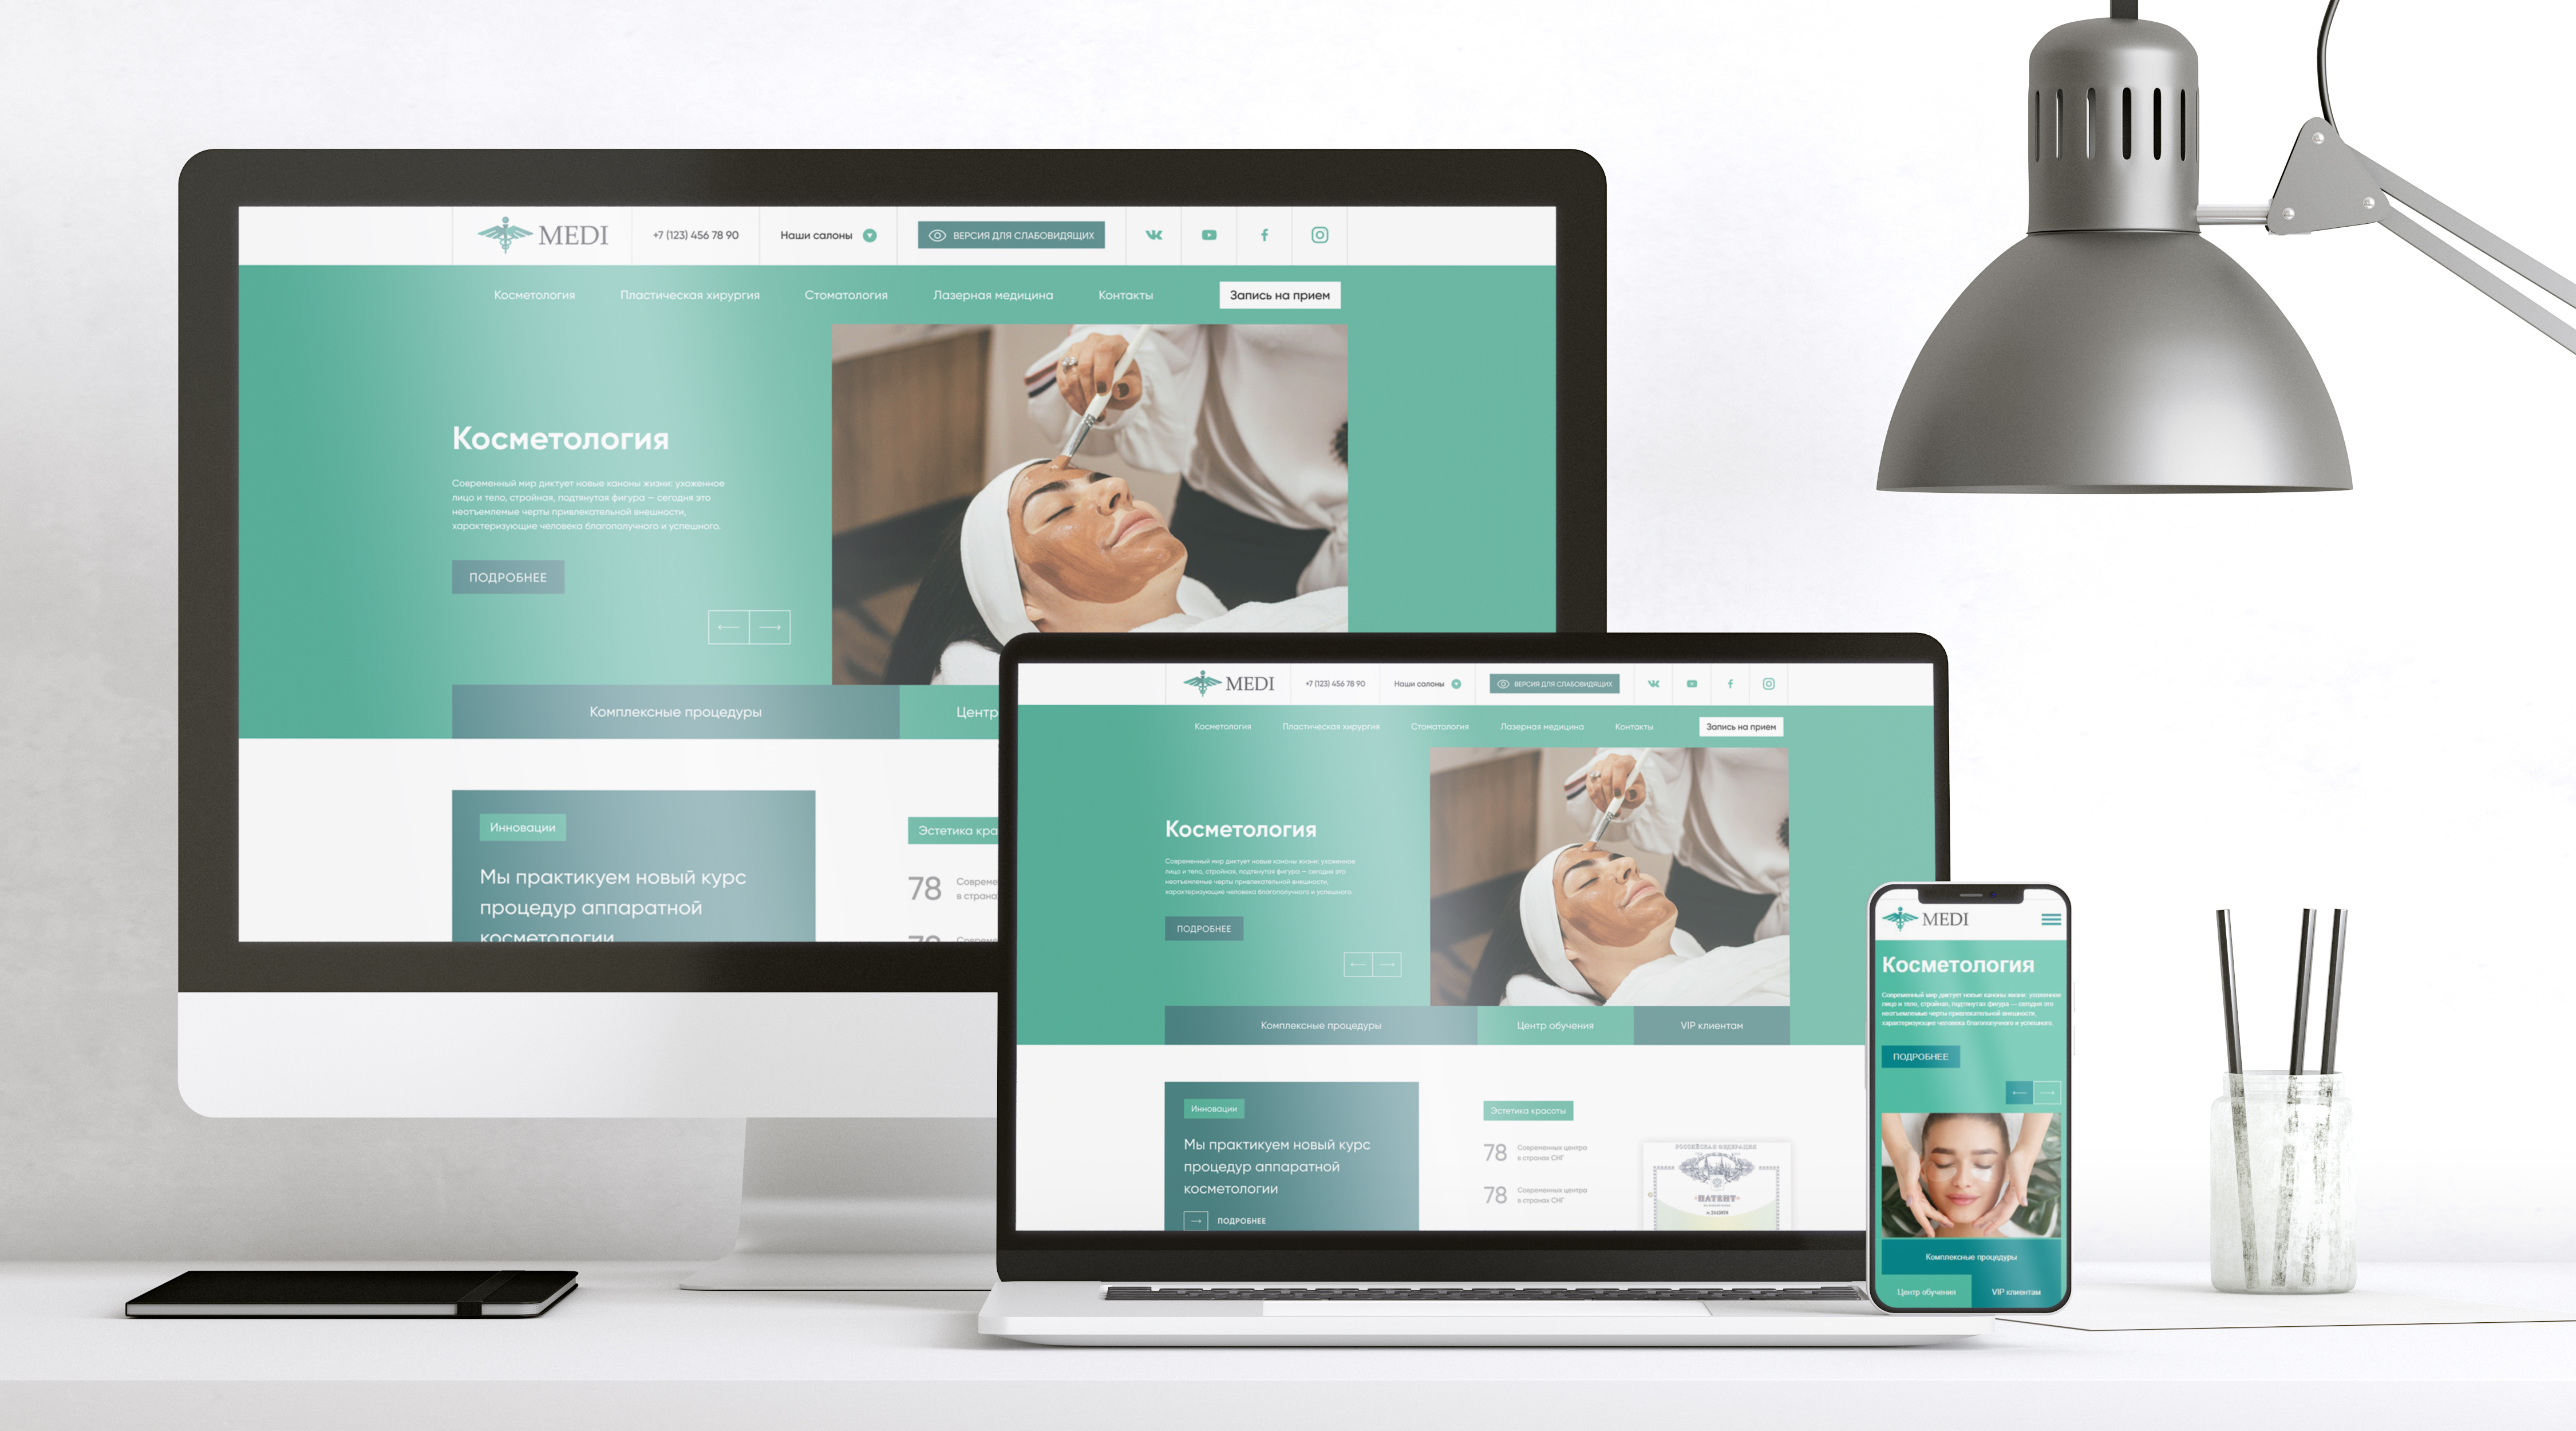 MEDI
+7 (123) 456 78 90
Наши салоны
ВЕРСИЯ ДЛЯ СЛАБОВИДЯЩИХ
Косметология
Пластическая хирургия
Стоматология
Лазерная медицина
Контакты
Запись на прием
Косметология
Современный мир диктует новые каноны жизни: ухоженное
лицо и тело, стройная, подтянутая фигура – сегодня это
неотъемлемые черты привлекательной внешности,
характеризующие человека благополучного и успешного.
ПОДРОБНЕЕ
Комплексные процедуры
Центр
Инновации
Мы практикуем новый курс
процедур аппаратной
косметологии
Эстетика кра
78
Совреме
в страна
MEDI
+7 (123) 456 78 90
Наши салоны
ВЕРСИЯ ДЛЯ СЛАБОВИДЯЩИХ
Косметология
Пластическая хирургия
Стоматология
Лазерная медицина
Контакты
Запись на прием
Косметология
Современный мир диктует новые каноны жизни: ухоженное
лицо и тело, стройная, подтянутая фигура – сегодня это
неотъемлемые черты привлекательной внешности,
характеризующие человека благополучного и успешного.
ПОДРОБНЕЕ
Комплексные процедуры
Центр обучения
VIP клиентам
Инновации
Мы практикуем новый курс
процедур аппаратной
косметологии
ПОДРОБНЕЕ
Эстетика красоты
78
Современных центра
в странах СНГ
78
Современных центра
в странах СНГ
РОССИЙСКАЯ ФЕДЕРАЦИЯ
ПАТЕНТ
MEDI
Косметология
Современный мир диктует новые каноны жизни: ухоженное
лицо и тело, стройная, подтянутая фигура — сегодня это
неотъемлемые черты привлекательной внешности,
характеризующие человека благополучного и успешного.
ПОДРОБНЕЕ
Комплексные процедуры
Центр обучения
VIP клиентам